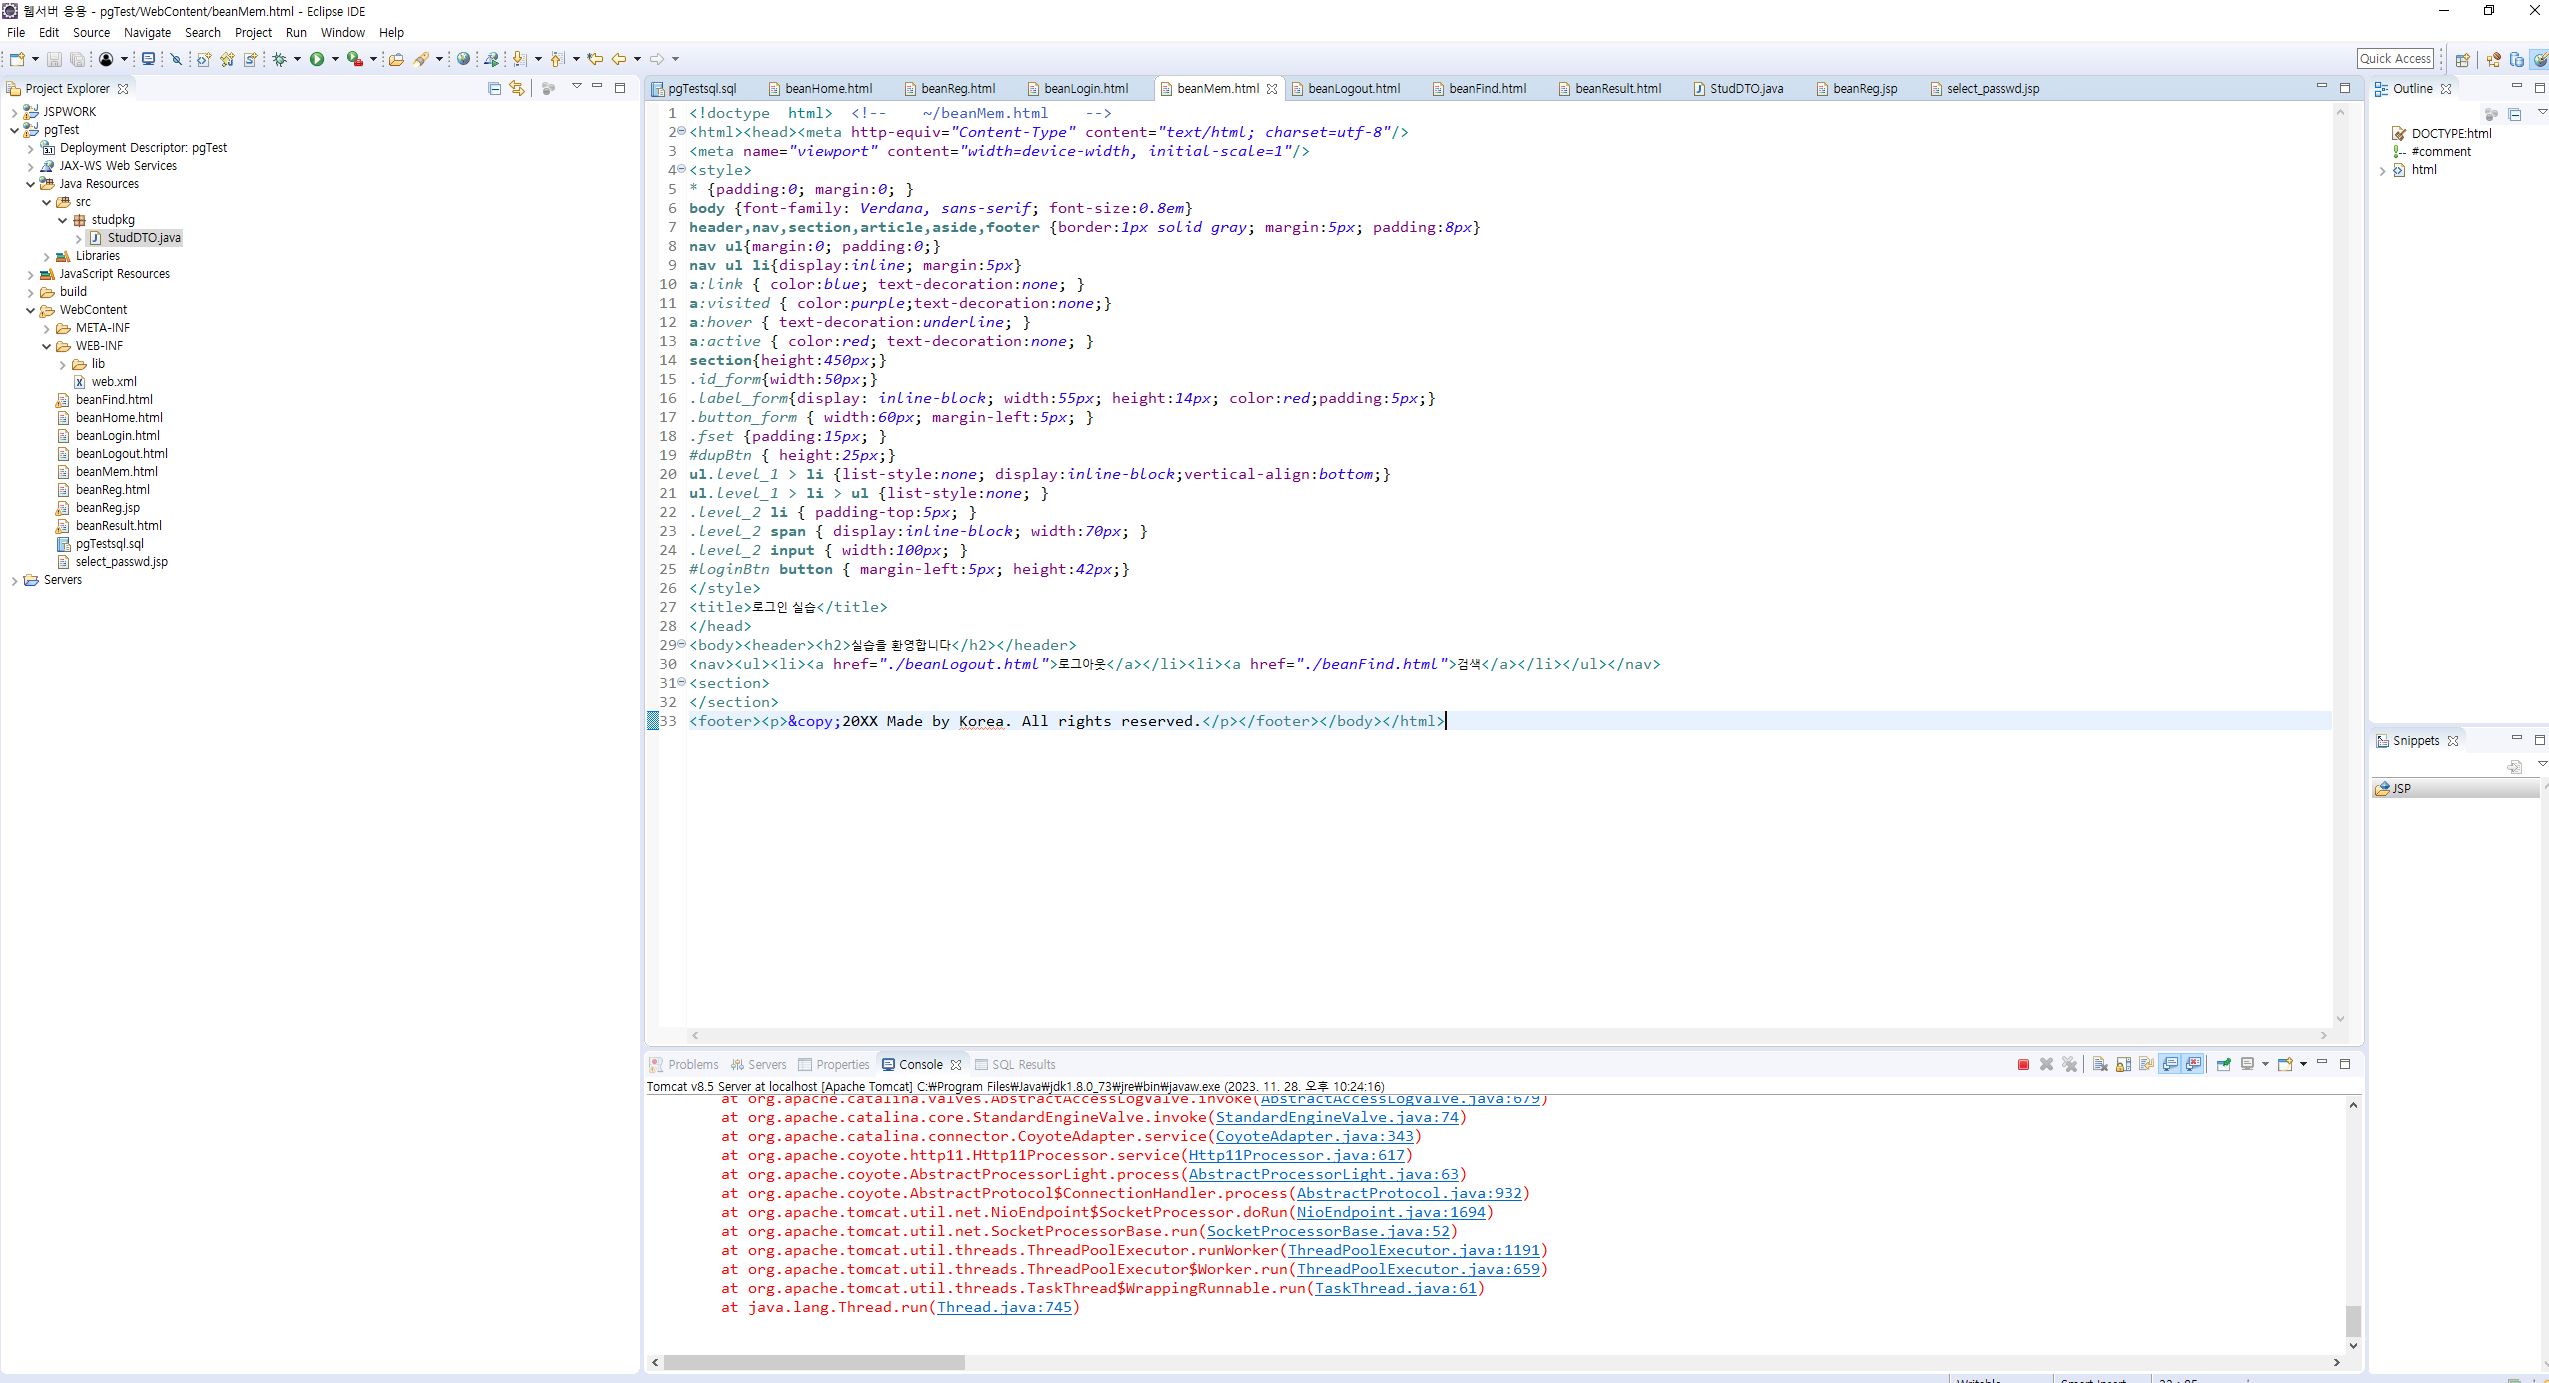 웹서버 응용 - pgTest/WebContent/beanMem.html - Eclipse IDE
File Edit Source Navigate Search Project Run Window Help
Quick Access
Project Explorer
JSPWORK
pgTest
Deployment Descriptor: pgTest
JAX-WS Web Services
Java Resources
src
studpkg
StudDTO.java
Libraries
JavaScript Resources
build
WebContent
META-INF
WEB-INF
lib
web.xml
beanFind.html
beanHome.html
beanLogin.html
beanLogout.html
beanMem.html
beanReg.html
beanReg.jsp
beanResult.html
pgTestsql.sql
select_passwd.jsp
Servers
pgTestsql.sql beanHome.html beanReg.html beanLogin.html beanMem.html beanLogout.html beanFind.html beanResult.html StudDTO.java beanReg.jsp select_passwd.jsp
1 <!doctype  html>  <!--    ~/beanMem.html    -->
2 <html><head><meta http-equiv="Content-Type" content="text/html; charset=utf-8"/>
3 <meta name="viewport" content="width=device-width, initial-scale=1"/>
4 <style>
5 * {padding:0; margin:0; }
6 body {font-family: Verdana, sans-serif; font-size:0.8em}
7 header,nav,section,article,aside,footer {border:1px solid gray; margin:5px; padding:8px}
8 nav ul{margin:0; padding:0;}
9 nav ul li{display:inline; margin:5px}
10 a:link { color:blue; text-decoration:none; }
11 a:visited { color:purple;text-decoration:none;}
12 a:hover { text-decoration:underline; }
13 a:active { color:red; text-decoration:none; }
14 section{height:450px;}
15 .id_form{width:50px;}
16 .label_form{display: inline-block; width:55px; height:14px; color:red;padding:5px;}
17 .button_form { width:60px; margin-left:5px; }
18 .fset {padding:15px; }
19 #dupBtn { height:25px;}
20 ul.level_1 > li {list-style:none; display:inline-block;vertical-align:bottom;}
21 ul.level_1 > li > ul {list-style:none; }
22 .level_2 li { padding-top:5px; }
23 .level_2 span { display:inline-block; width:70px; }
24 .level_2 input { width:100px; }
25 #loginBtn button { margin-left:5px; height:42px;}
26 </style>
27 <title>로그인 실습</title>
28 </head>
29 <body><header><h2>실습을 환영합니다</h2></header>
30 <nav><ul><li><a href="./beanLogout.html">로그아웃</a></li><li><a href="./beanFind.html">검색</a></li></ul></nav>
31 <section>
32 </section>
33 <footer><p>&copy;20XX Made by Korea. All rights reserved.</p></footer></body></html>
Outline
DOCTYPE:html
#comment
html
Snippets
JSP
Problems Servers Properties Console SQL Results
Tomcat v8.5 Server at localhost [Apache Tomcat] C:₩Program Files₩Java₩jdk1.8.0_73₩jre₩bin₩javaw.exe (2023. 11. 28. 오후 10:24:16)
at org.apache.catalina.valves.AbstractAccessLogValve.invoke(AbstractAccessLogValve.java:679)
at org.apache.catalina.core.StandardEngineValve.invoke(StandardEngineValve.java:74)
at org.apache.catalina.connector.CoyoteAdapter.service(CoyoteAdapter.java:343)
at org.apache.coyote.http11.Http11Processor.service(Http11Processor.java:617)
at org.apache.coyote.AbstractProcessorLight.process(AbstractProcessorLight.java:63)
at org.apache.coyote.AbstractProtocol$ConnectionHandler.process(AbstractProtocol.java:932)
at org.apache.tomcat.util.net.NioEndpoint$SocketProcessor.doRun(NioEndpoint.java:1694)
at org.apache.tomcat.util.net.SocketProcessorBase.run(SocketProcessorBase.java:52)
at org.apache.tomcat.util.threads.ThreadPoolExecutor.runWorker(ThreadPoolExecutor.java:1191)
at org.apache.tomcat.util.threads.ThreadPoolExecutor$Worker.run(ThreadPoolExecutor.java:659)
at org.apache.tomcat.util.threads.TaskThread$WrappingRunnable.run(TaskThread.java:61)
at java.lang.Thread.run(Thread.java:745)